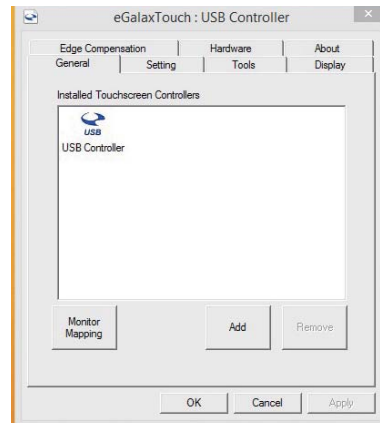 eGalaxTouch : USB Controller
Edge Compensation Hardware About
General Setting Tools Display
Installed Touchscreen Controllers
USB
USB Controller
Monitor
Mapping
Add Remove
OK Cancel Apply